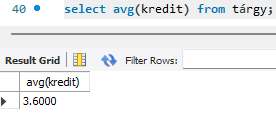 40 select avg(kredit) from tárgy;
Result Grid Filter Rows:
avg(kredit)
3.6000